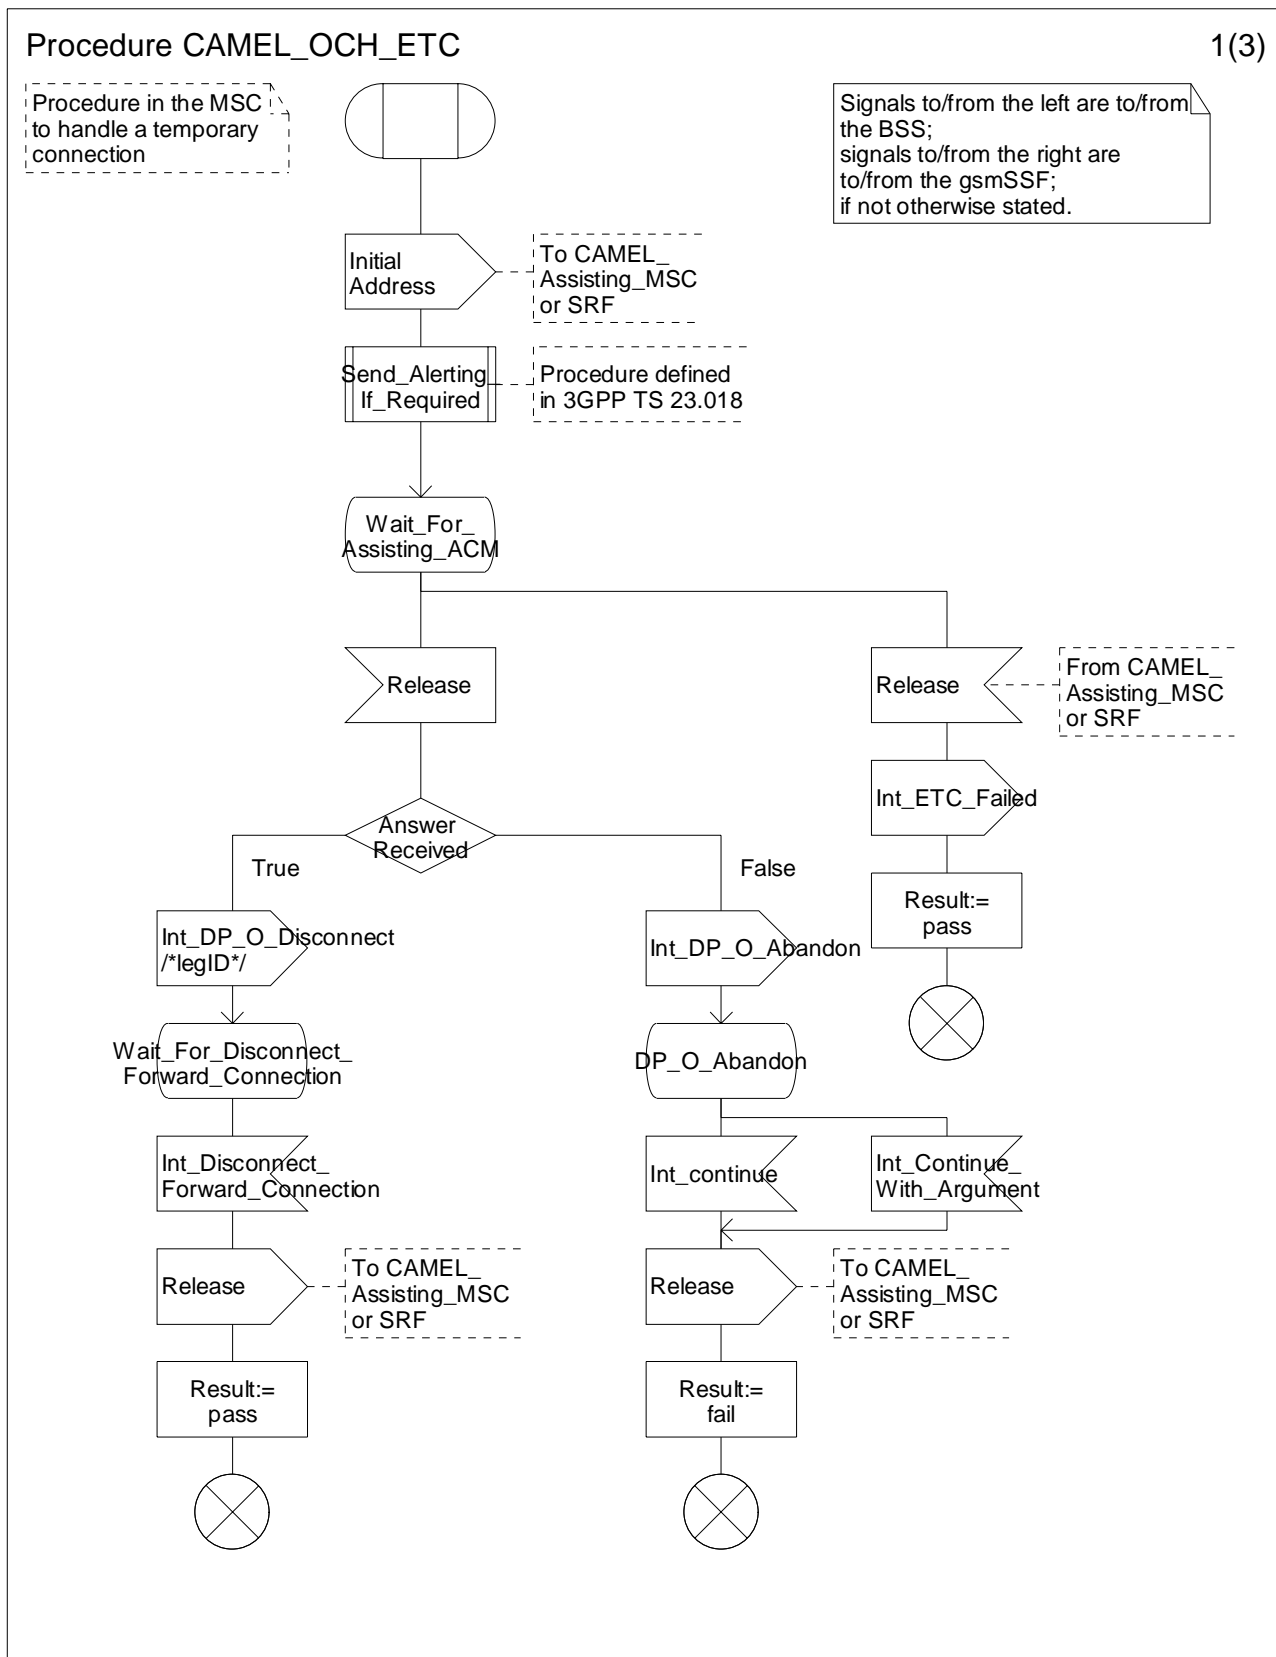 Procedure CAMEL_OCH_ETC
1(3)
Procedure in the MSC
to handle a temporary
connection
Signals to/from the left are to/from
the BSS;
signals to/from the right are
to/from the gsmSSF;
if not otherwise stated.
Initial
Address
To CAMEL_
Assisting_MSC
or SRF
Send_Alerting_
If_Required
Procedure defined
in 3GPP TS 23.018
Wait_For_
Assisting_ACM
Release
Release
From CAMEL_
Assisting_MSC
or SRF
Int_ETC_Failed
Answer
Received
True
False
Result:=
pass
Int_DP_O_Disconnect
/*legID*/
Int_DP_O_Abandon
Wait_For_Disconnect_
Forward_Connection
DP_O_Abandon
Int_Disconnect_
Forward_Connection
Int_continue
Int_Continue_
With_Argument
Release
To CAMEL_
Assisting_MSC
or SRF
Release
To CAMEL_
Assisting_MSC
or SRF
Result:=
pass
Result:=
fail